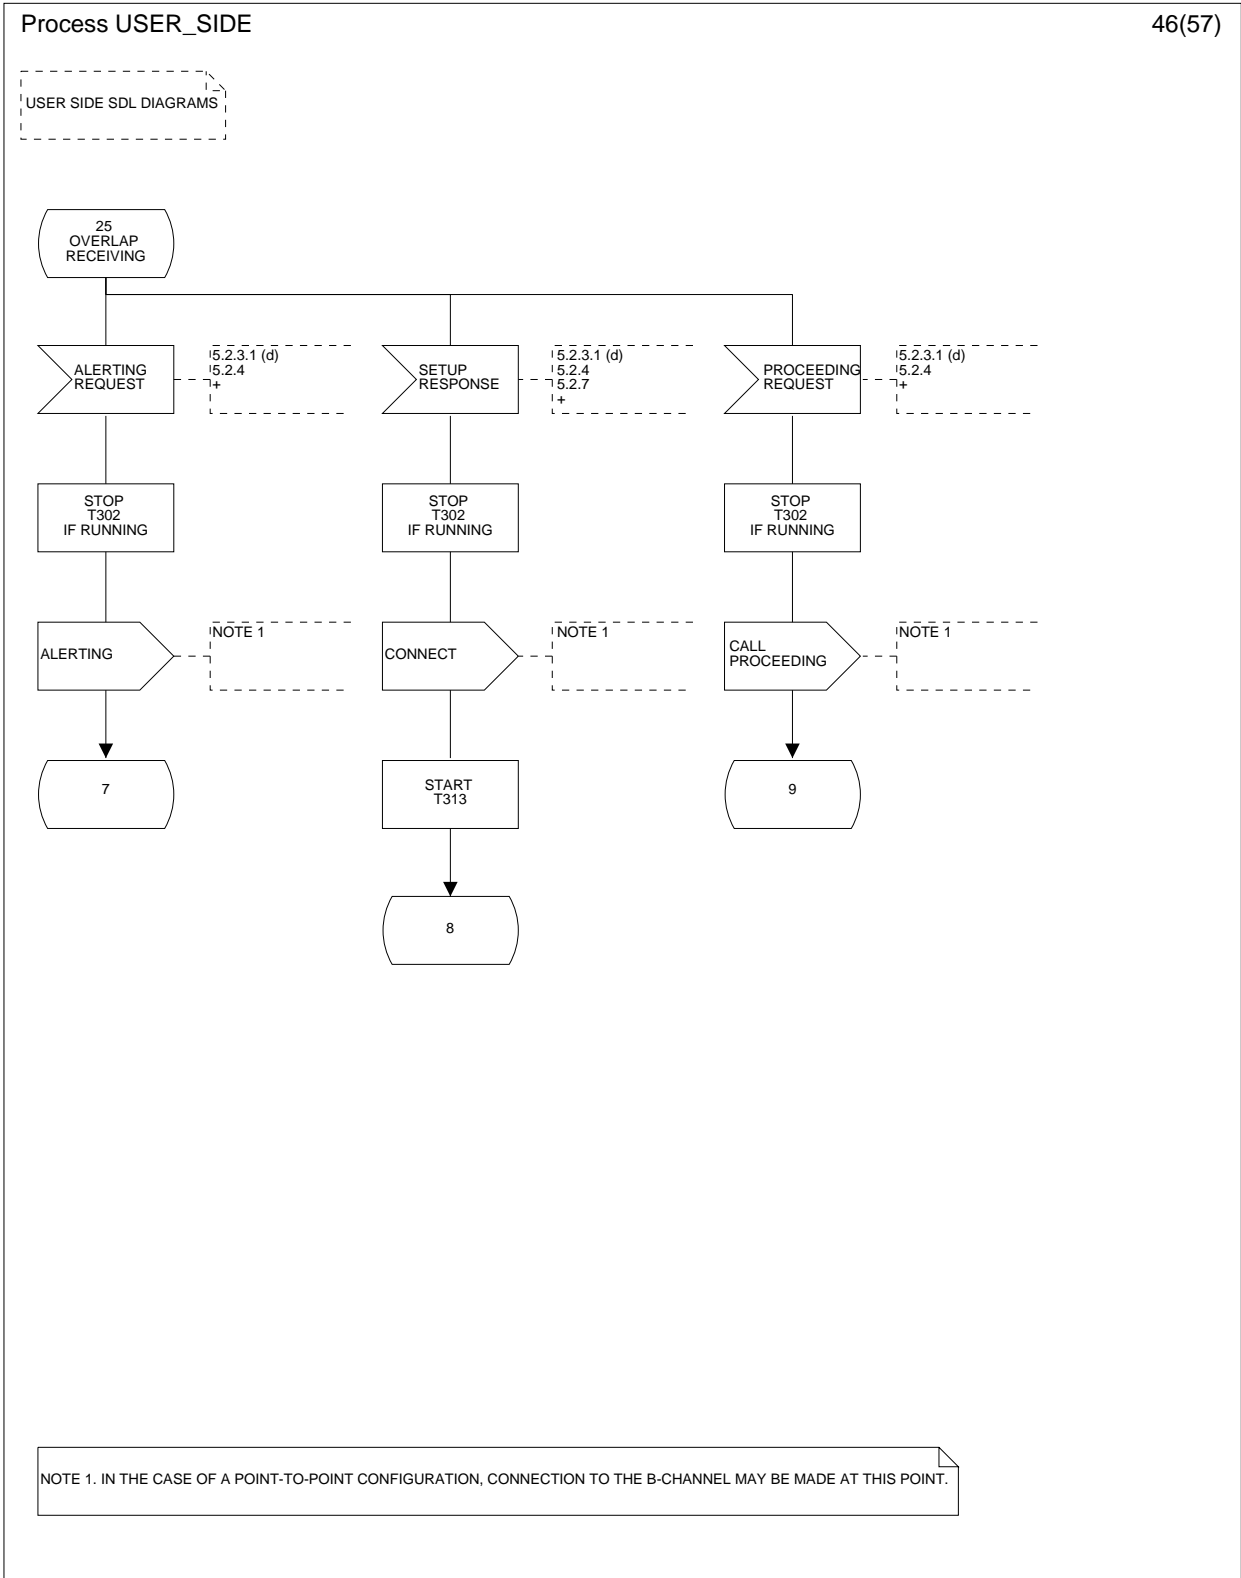 Process USER_SIDE
46(57)
USER SIDE SDL DIAGRAMS
25
OVERLAP
RECEIVING
ALERTING
REQUEST
5.2.3.1 (d)
5.2.4
+
SETUP
RESPONSE
5.2.3.1 (d)
5.2.4
5.2.7
+
PROCEEDING
REQUEST
5.2.3.1 (d)
5.2.4
+
STOP
T302
IF RUNNING
STOP
T302
IF RUNNING
STOP
T302
IF RUNNING
ALERTING
NOTE 1
CONNECT
NOTE 1
CALL
PROCEEDING
NOTE 1
7
START
T313
9
8
NOTE 1. IN THE CASE OF A POINT-TO-POINT CONFIGURATION, CONNECTION TO THE B-CHANNEL MAY BE MADE AT THIS POINT.